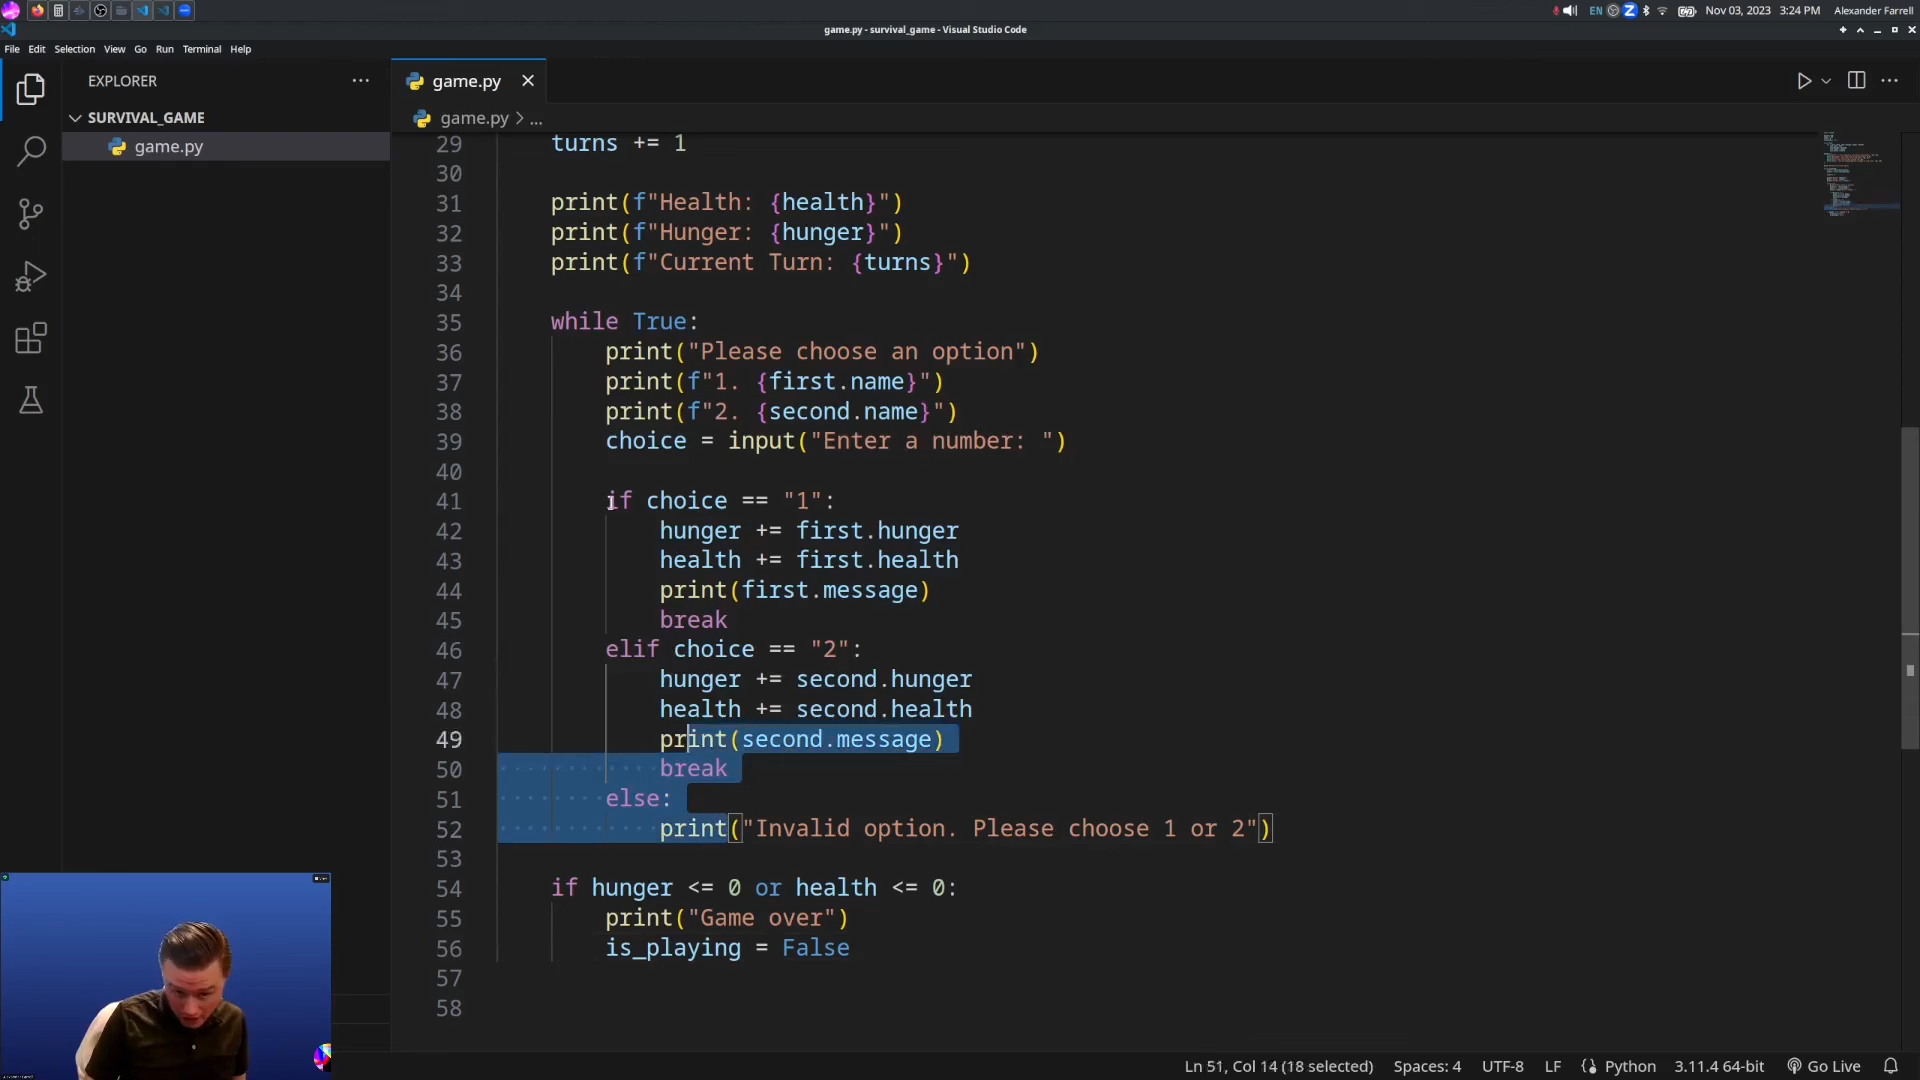 EN
Nov 03, 2023 3:24 PM
Alexander Farrell
game.py - survival_game - Visual Studio Code
File Edit Selection View Go Run Terminal Help
EXPLORER
game.py
SURVIVAL_GAME
game.py
game.py > ...
29 turns += 1
30
31 print(f"Health: {health}")
32 print(f"Hunger: {hunger}")
33 print(f"Current Turn: {turns}")
34
35 while True:
36 print("Please choose an option")
37 print(f"1. {first.name}")
38 print(f"2. {second.name}")
39 choice = input("Enter a number: ")
40
41 if choice == "1":
42 hunger += first.hunger
43 health += first.health
44 print(first.message)
45 break
46 elif choice == "2":
47 hunger += second.hunger
48 health += second.health
49 print(second.message)
50 break
51 else:
52 print("Invalid option. Please choose 1 or 2")
53
54 if hunger <= 0 or health <= 0:
55 print("Game over")
56 is_playing = False
57
58
Ln 51, Col 14 (18 selected) Spaces: 4 UTF-8 LF Python 3.11.4 64-bit Go Live